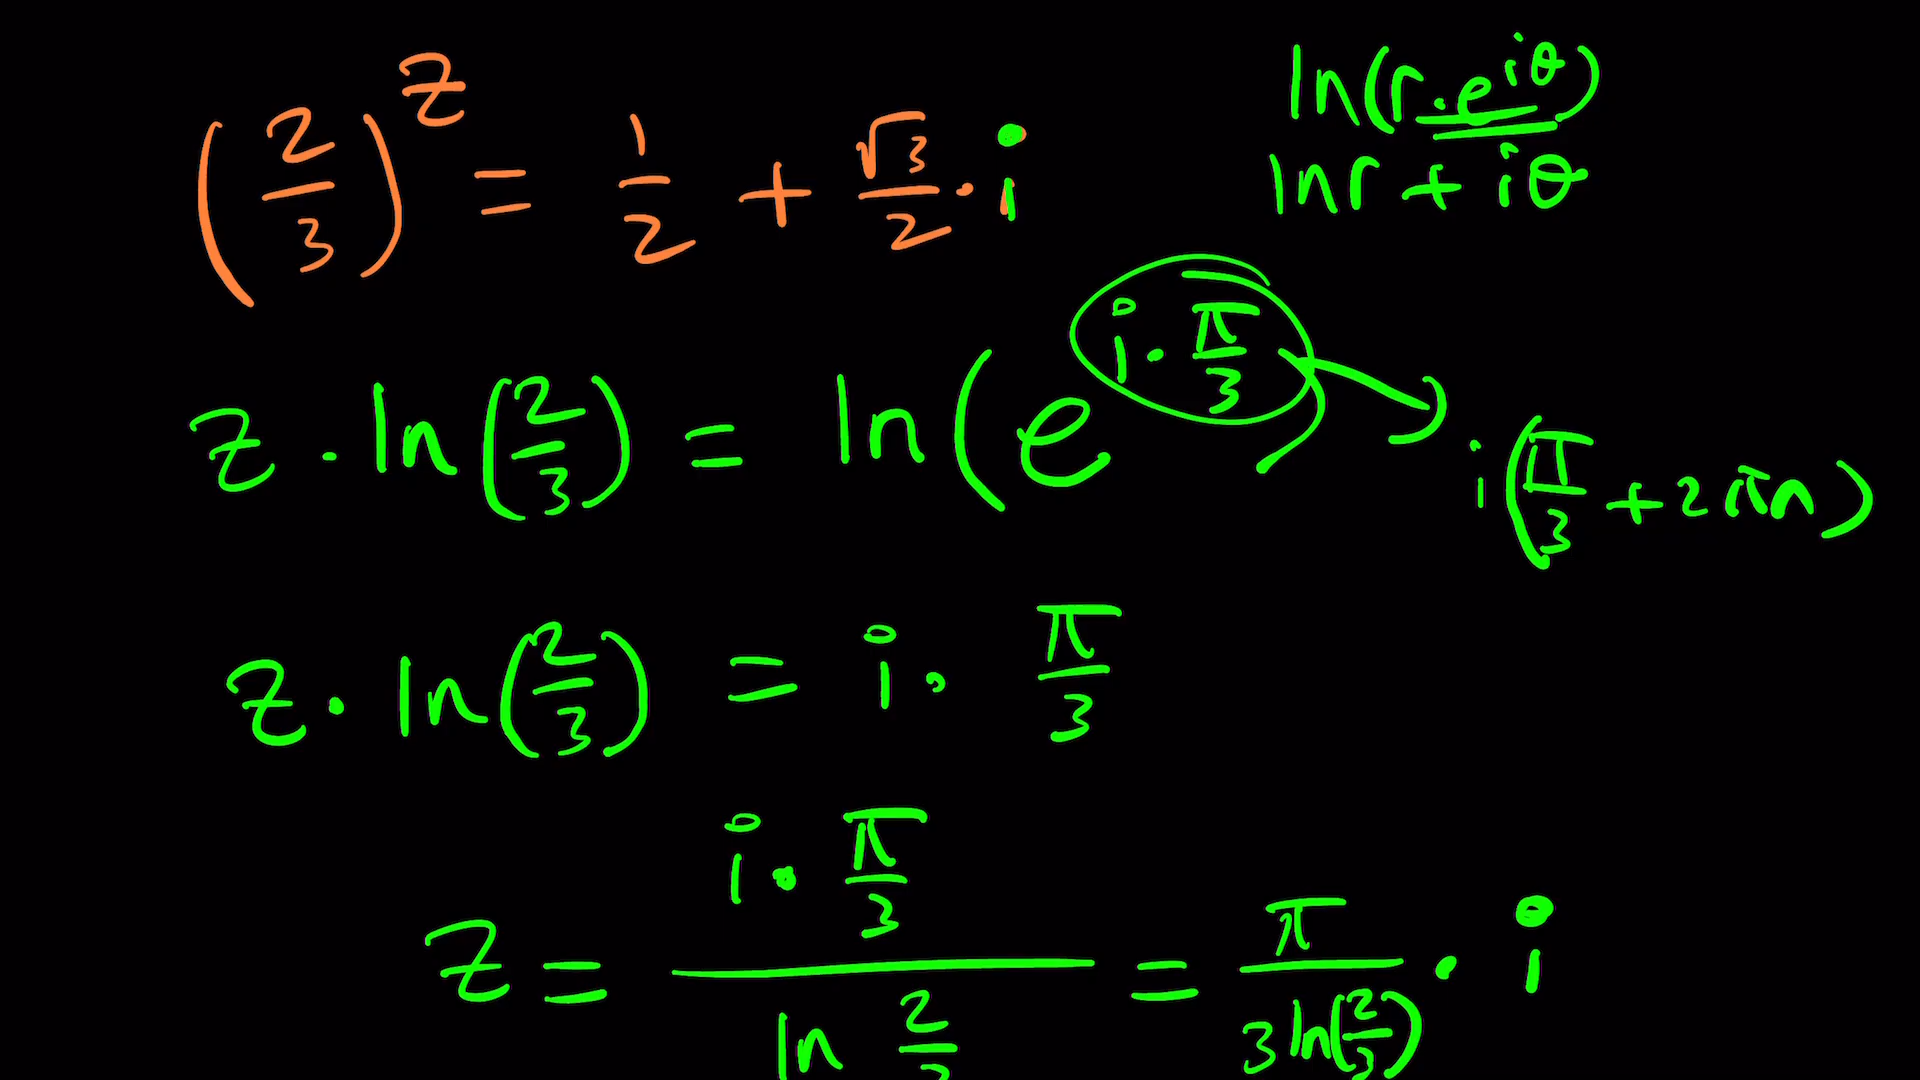 (2/3)^z = 1/2 + √3/2 · i
ln(r · e^(iθ))
ln r + iθ
z · ln(2/3) = ln(e^(i · π/3))
i(π/3 + 2πn)
z · ln(2/3) = i · π/3
z = (i · π/3)/(ln 2/3) = π/(3 ln(2/3)) · i